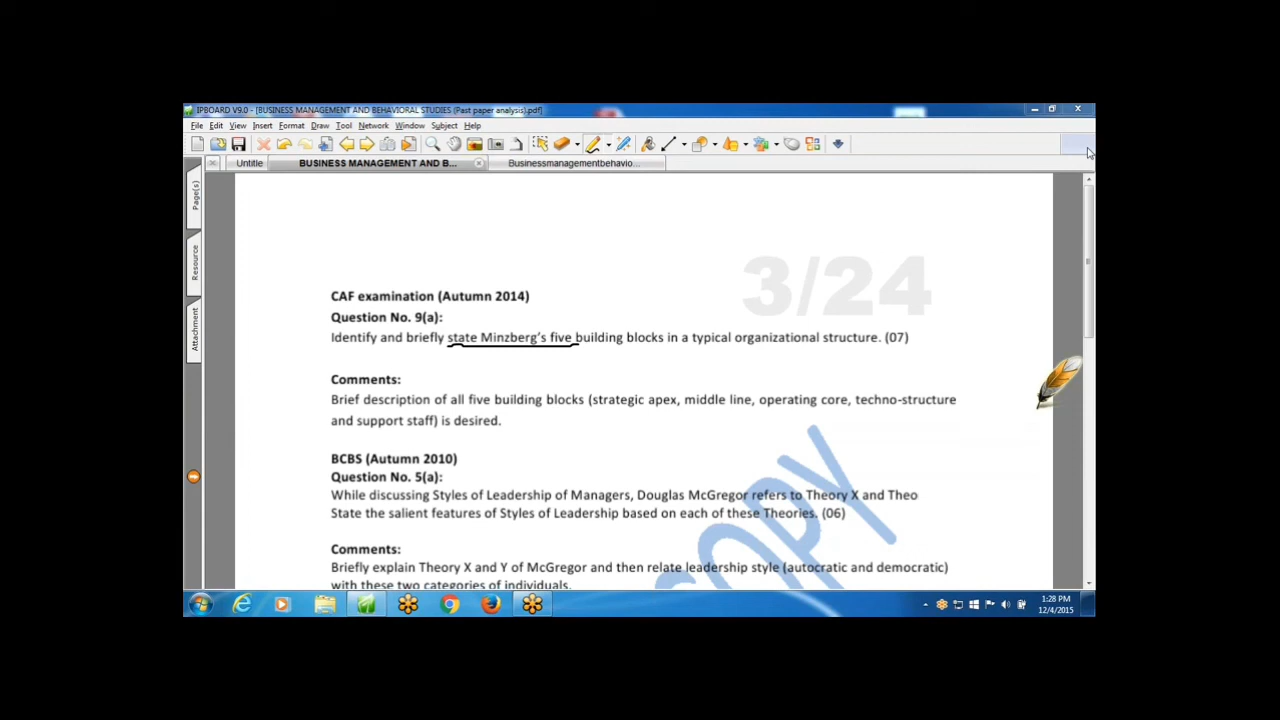 IPBOARD V9.0 - [BUSINESS MANAGEMENT AND BEHAVIORAL STUDIES (Past paper analysis).pdf]
File Edit View Insert Format Draw Tool Network Window Subject Help
Untitle BUSINESS MANAGEMENT AND B... Businessmanagementbehavio...
Page(s)
Resource
Attachment
3/24
CAF examination (Autumn 2014)
Question No. 9(a):
Identify and briefly state Minzberg's five building blocks in a typical organizational structure. (07)
Comments:
Brief description of all five building blocks (strategic apex, middle line, operating core, techno-structure
and support staff) is desired.
BCBS (Autumn 2010)
Question No. 5(a):
While discussing Styles of Leadership of Managers, Douglas McGregor refers to Theory X and Theo
State the salient features of Styles of Leadership based on each of these Theories. (06)
Comments:
Briefly explain Theory X and Y of McGregor and then relate leadership style (autocratic and democratic)
with these two categories of individuals.
COPY
1:28 PM
12/4/2015